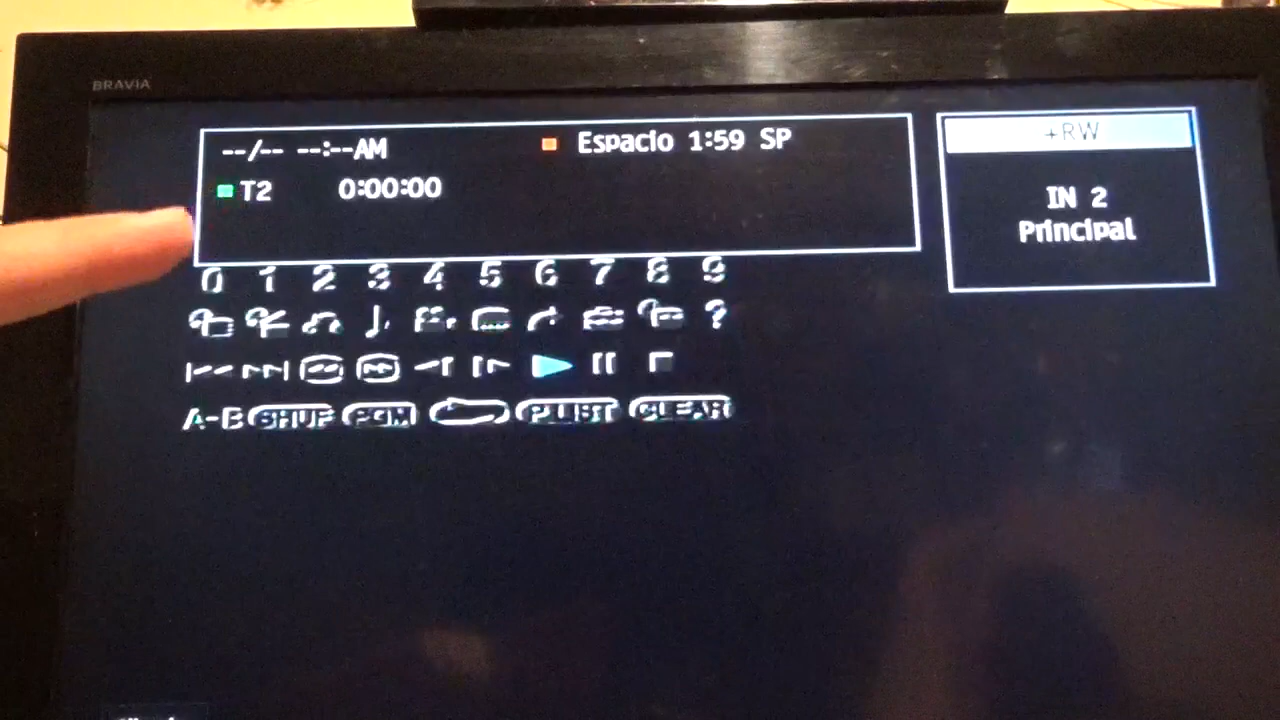 BRAVIA
--/-- --:--AM
Espacio 1:59 SP
T2 0:00:00
+RW
IN 2
Principal
0 1 2 3 4 5 6 7 8 9
?
A-B SHUF PGM P.LIST CLEAR